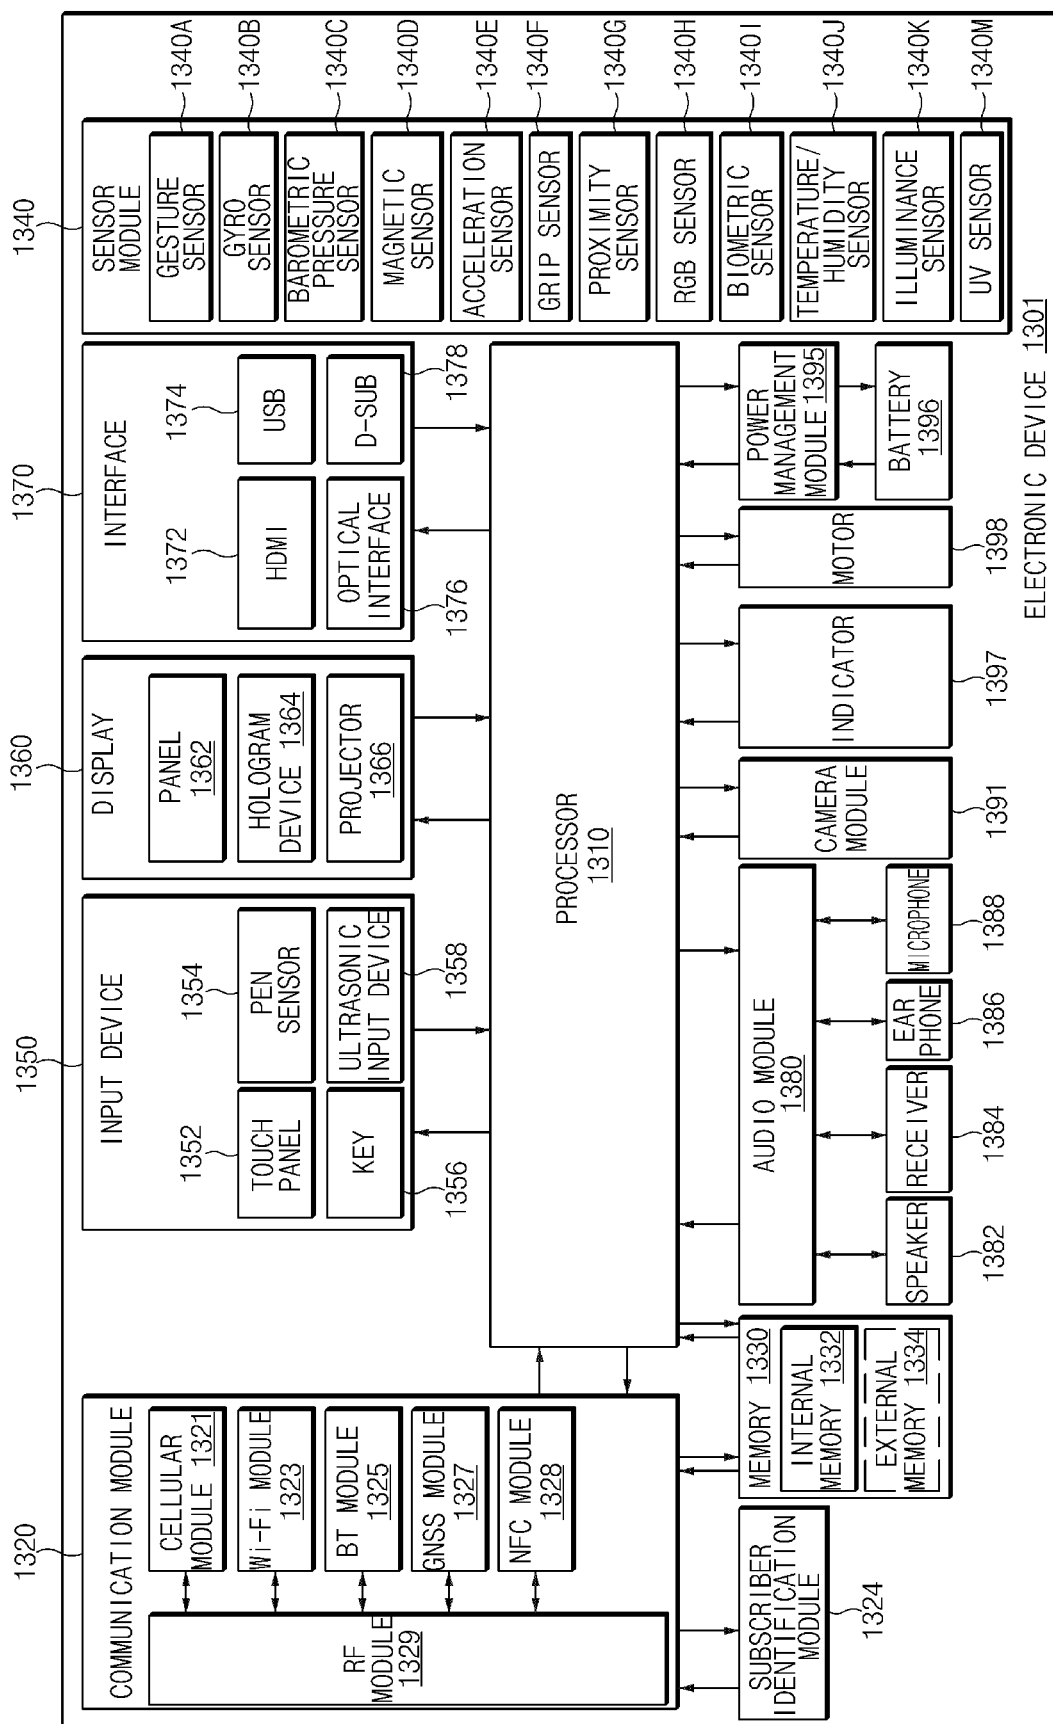 1320
COMMUNICATION MODULE
CELLULAR
MODULE 1321
Wi-Fi MODULE
1323
BT MODULE
1325
GNSS MODULE
1327
NFC MODULE
1328
RF
MODULE
1329
SUBSCRIBER
IDENTIFICATION
MODULE
1324
1350
INPUT DEVICE
1352
TOUCH
PANEL
1354
PEN
SENSOR
KEY
1356
ULTRASONIC
INPUT DEVICE
1358
1360
DISPLAY
PANEL
1362
HOLOGRAM
DEVICE 1364
PROJECTOR
1366
1370
INTERFACE
1372
HDMI
1374
USB
OPTICAL
INTERFACE
1376
D-SUB
1378
1340
SENSOR
MODULE
GESTURE
SENSOR
1340A
GYRO
SENSOR
1340B
BAROMETRIC
PRESSURE
SENSOR
1340C
MAGNETIC
SENSOR
1340D
ACCELERATION
SENSOR
1340E
GRIP SENSOR
1340F
PROXIMITY
SENSOR
1340G
RGB SENSOR
1340H
BIOMETRIC
SENSOR
1340I
TEMPERATURE/
HUMIDITY
SENSOR
1340J
ILLUMINANCE
SENSOR
1340K
UV SENSOR
1340M
PROCESSOR
1310
MEMORY 1330
INTERNAL
MEMORY 1332
EXTERNAL
MEMORY 1334
AUDIO MODULE
1380
SPEAKER
1382
RECEIVER
1384
EAR
PHONE
1386
MICROPHONE
1388
CAMERA
MODULE
1391
INDICATOR
1397
MOTOR
1398
POWER
MANAGEMENT
MODULE 1395
BATTERY
1396
ELECTRONIC DEVICE 1301